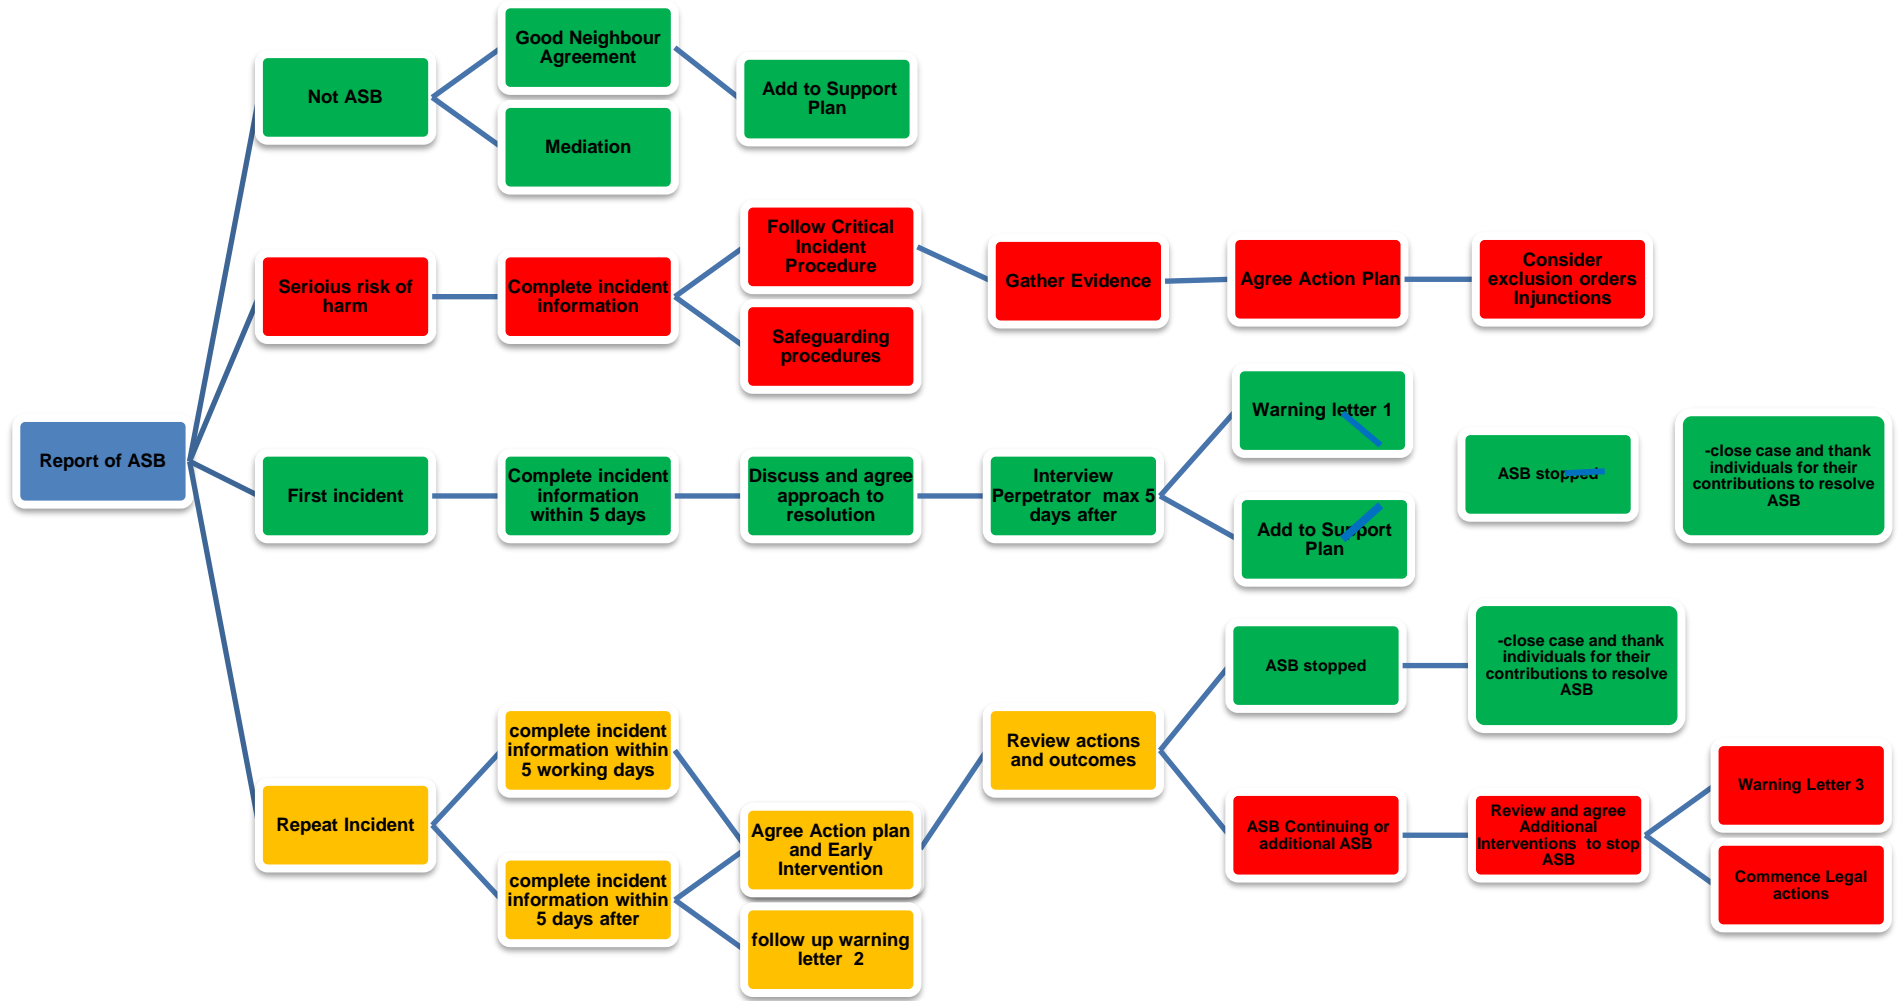 Good Neighbour
Agreement
Not ASB
Add to Support
Plan
Mediation
Follow Critical
Incident
Procedure
Serioius risk of
harm
Complete incident
information
Gather Evidence
Agree Action Plan
Consider
exclusion orders
Injunctions
Safeguarding
procedures
Report of ASB
First incident
Complete incident
information
within 5 days
Discuss and agree
approach to
resolution
Interview
Perpetrator max 5
days after
Warning letter 1
Add to Support
Plan
ASB stopped
-close case and thank
individuals for their
contributions to resolve
ASB
Repeat Incident
complete incident
information within
5 working days
complete incident
information within
5 days after
Agree Action plan
and Early
Intervention
follow up warning
letter 2
Review actions
and outcomes
ASB stopped
-close case and thank
individuals for their
contributions to resolve
ASB
ASB Continuing or
additional ASB
Review and agree
Additional
Interventions to stop
ASB
Warning Letter 3
Commence Legal
actions